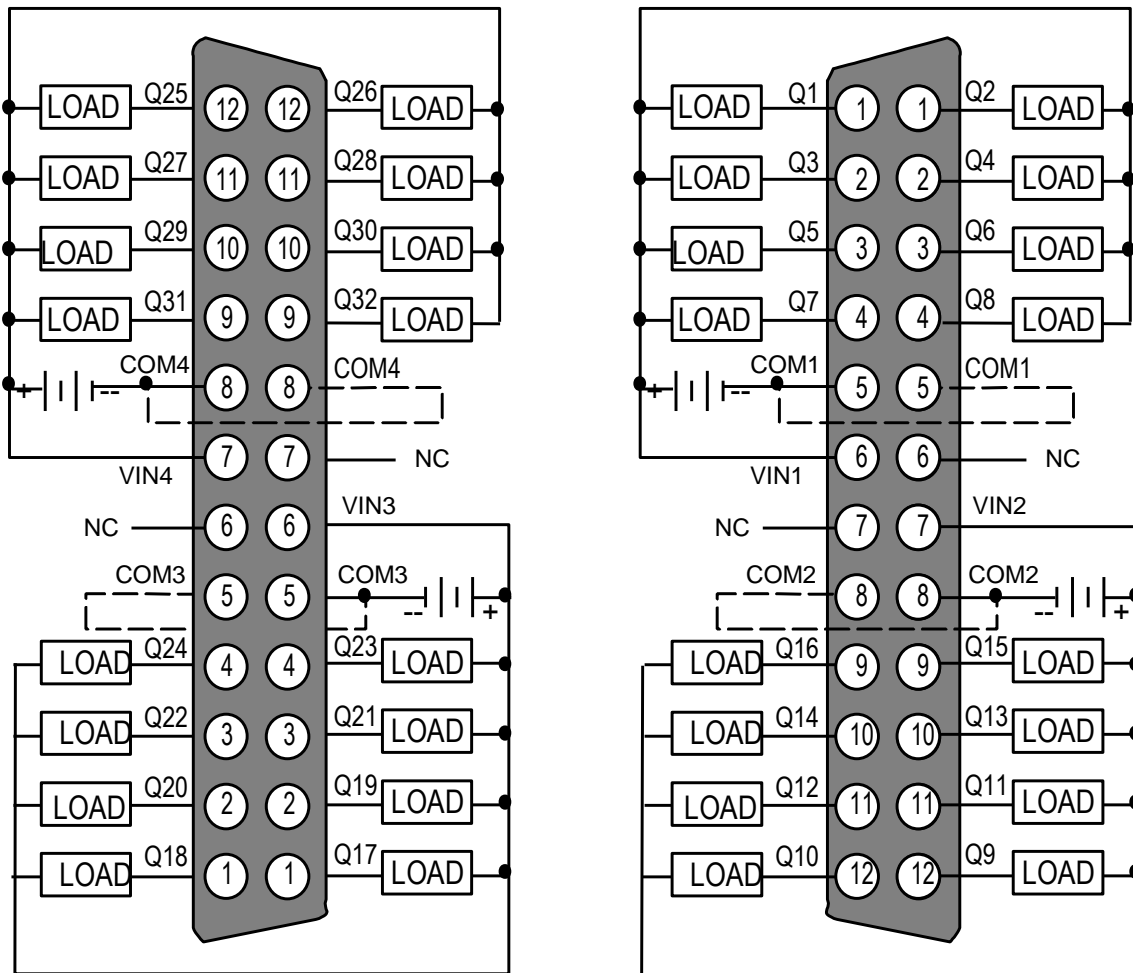 LOAD Q25 12 12 Q26 LOAD
LOAD Q27 11 11 Q28 LOAD
LOAD Q29 10 10 Q30 LOAD
LOAD Q31 9 9 Q32 LOAD
+ -- COM4 8 8 COM4
VIN4 7 7 NC
NC 6 6 VIN3
COM3 5 5 COM3 -- +
LOAD Q24 4 4 Q23 LOAD
LOAD Q22 3 3 Q21 LOAD
LOAD Q20 2 2 Q19 LOAD
LOAD Q18 1 1 Q17 LOAD
LOAD Q1 1 1 Q2 LOAD
LOAD Q3 2 2 Q4 LOAD
LOAD Q5 3 3 Q6 LOAD
LOAD Q7 4 4 Q8 LOAD
+ -- COM1 5 5 COM1
VIN1 6 6 NC
NC 7 7 VIN2
COM2 8 8 COM2 -- +
LOAD Q16 9 9 Q15 LOAD
LOAD Q14 10 10 Q13 LOAD
LOAD Q12 11 11 Q11 LOAD
LOAD Q10 12 12 Q9 LOAD